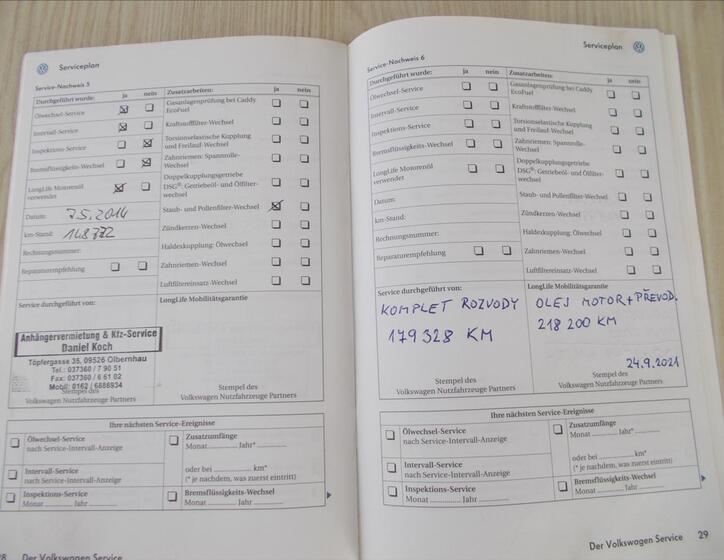 Serviceplan
Service-Nachweis 5
Durchgeführt wurde: ja nein Zusatzarbeiten: ja nein
Ölwechsel-Service Gasanlagenprüfung bei Caddy EcoFuel
Intervall-Service Kraftstofffilter-Wechsel
Inspektions-Service Torsionselastische Kupplung und Freilauf-Wechsel
Bremsflüssigkeits-Wechsel Zahnriemen: Spannrolle-Wechsel
LongLife Motorenöl verwendet Doppelkupplungsgetriebe DSG®: Getriebeöl- und Ölfilterwechsel
Datum: 7.5.2014 Staub- und Pollenfilter-Wechsel
km-Stand: 148 772 Zündkerzen-Wechsel
Rechnungsnummer: Haldexkupplung: Ölwechsel
Reparaturempfehlung Zahnriemen-Wechsel
Luftfiltereinsatz-Wechsel
Service durchgeführt von: LongLife Mobilitätsgarantie
Anhängervermietung & Kfz-Service
Daniel Koch
Töpfergasse 35, 09526 Olbernhau
Tel.: 037360 / 7 90 51
Fax: 037360 / 6 61 02
Mobil: 0162 / 6886934
Stempel des Stempel des
Volkswagen Nutzfahrzeuge Partners Volkswagen Nutzfahrzeuge Partners
Ihre nächsten Service-Ereignisse
Ölwechsel-Service Zusatzumfänge
nach Service-Intervall-Anzeige Monat Jahr*
Intervall-Service oder bei km*
nach Service-Intervall-Anzeige (* je nachdem, was zuerst eintritt)
Inspektions-Service Bremsflüssigkeits-Wechsel
Monat Jahr Monat Jahr
Der Volkswagen Service
Serviceplan
Service-Nachweis 6
Durchgeführt wurde: ja nein Zusatzarbeiten: ja nein
Ölwechsel-Service Gasanlagenprüfung bei Caddy EcoFuel
Intervall-Service Kraftstofffilter-Wechsel
Inspektions-Service Torsionselastische Kupplung und Freilauf-Wechsel
Bremsflüssigkeits-Wechsel Zahnriemen: Spannrolle-Wechsel
LongLife Motorenöl verwendet Doppelkupplungsgetriebe DSG®: Getriebeöl- und Ölfilterwechsel
Datum: Staub- und Pollenfilter-Wechsel
km-Stand: Zündkerzen-Wechsel
Rechnungsnummer: Haldexkupplung: Ölwechsel
Reparaturempfehlung Zahnriemen-Wechsel
Luftfiltereinsatz-Wechsel
Service durchgeführt von: LongLife Mobilitätsgarantie
KOMPLET ROZVODY OLEJ MOTOR + PŘEVOD.
179 328 KM 218 200 KM
24.9.2021
Stempel des Stempel des
Volkswagen Nutzfahrzeuge Partners Volkswagen Nutzfahrzeuge Partners
Ihre nächsten Service-Ereignisse
Ölwechsel-Service Zusatzumfänge
nach Service-Intervall-Anzeige Monat Jahr*
Intervall-Service oder bei km*
nach Service-Intervall-Anzeige (* je nachdem, was zuerst eintritt)
Inspektions-Service Bremsflüssigkeits-Wechsel
Monat Jahr Monat Jahr
Der Volkswagen Service 29